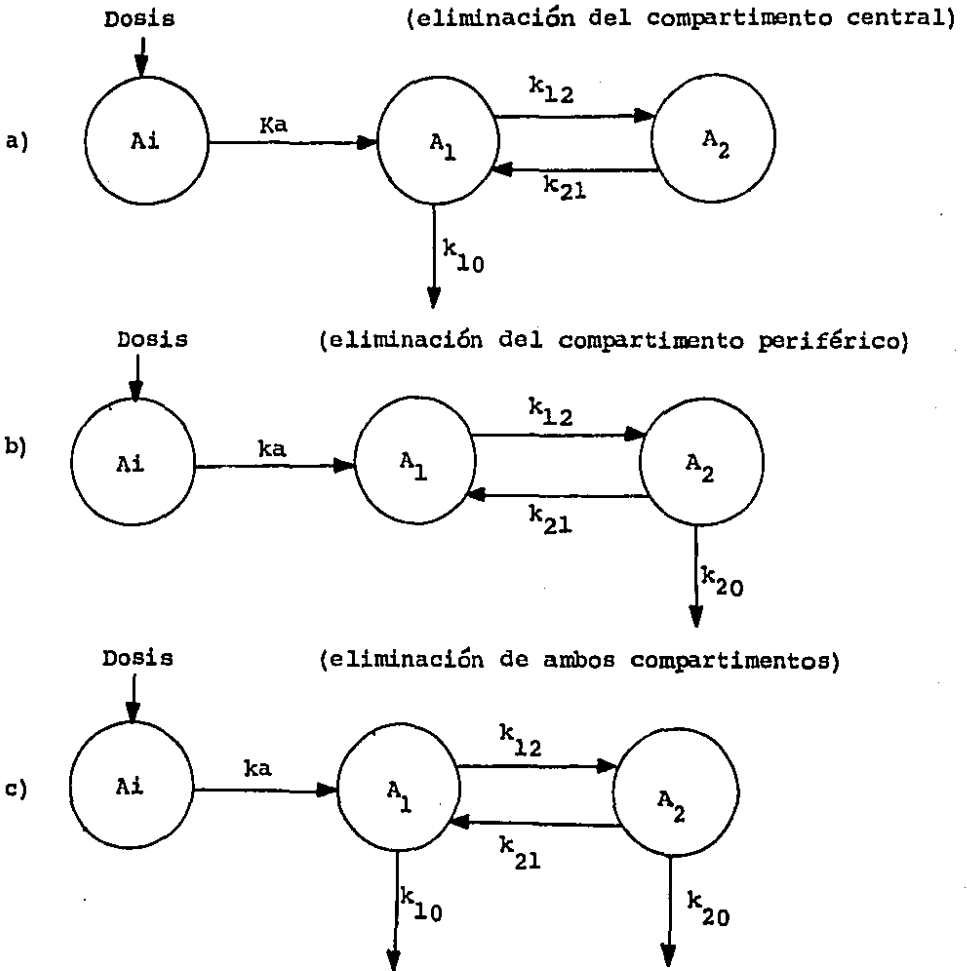 Dosis (eliminación del compartimento central)
a) Ai Ka A1 k12 k21 A2
k10
Dosis (eliminación del compartimento periférico)
b) Ai ka A1 k12 k21 A2
k20
Dosis (eliminación de ambos compartimentos)
c) Ai ka A1 k12 k21 A2
k10 k20